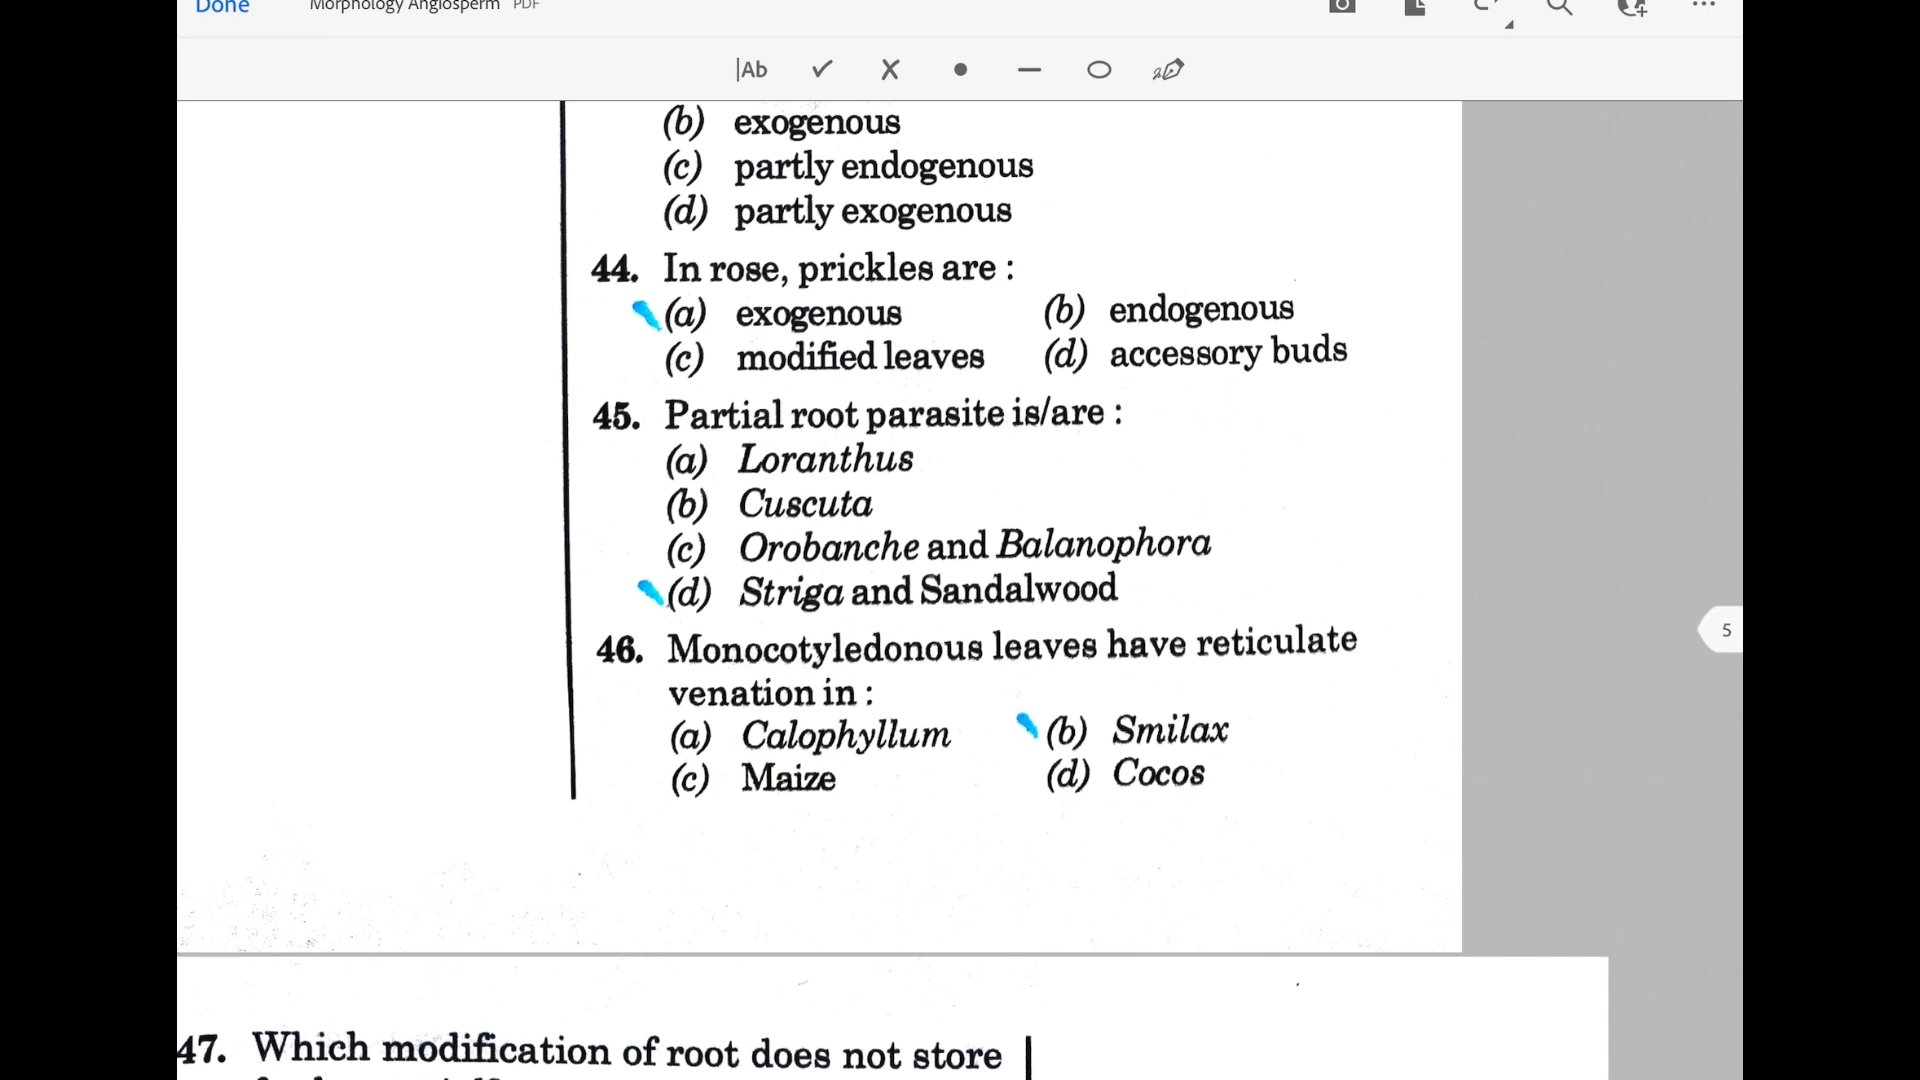 Done Morphology Angiosperm PDF
|Ab
(b) exogenous
(c) partly endogenous
(d) partly exogenous
44. In rose, prickles are :
(a) exogenous (b) endogenous
(c) modified leaves (d) accessory buds
45. Partial root parasite is/are :
(a) Loranthus
(b) Cuscuta
(c) Orobanche and Balanophora
(d) Striga and Sandalwood
46. Monocotyledonous leaves have reticulate
venation in :
(a) Calophyllum (b) Smilax
(c) Maize (d) Cocos
5
47. Which modification of root does not store